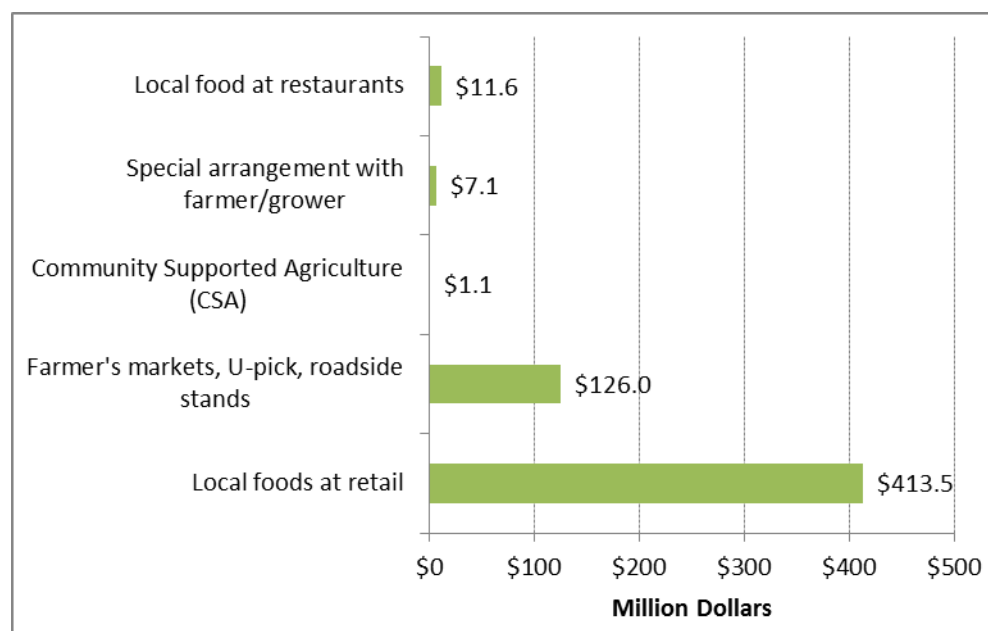 Local food at restaurants
$11.6
Special arrangement with
farmer/grower
$7.1
Community Supported Agriculture
(CSA)
$1.1
Farmer's markets, U-pick, roadside
stands
$126.0
Local foods at retail
$413.5
$0 $100 $200 $300 $400 $500
Million Dollars